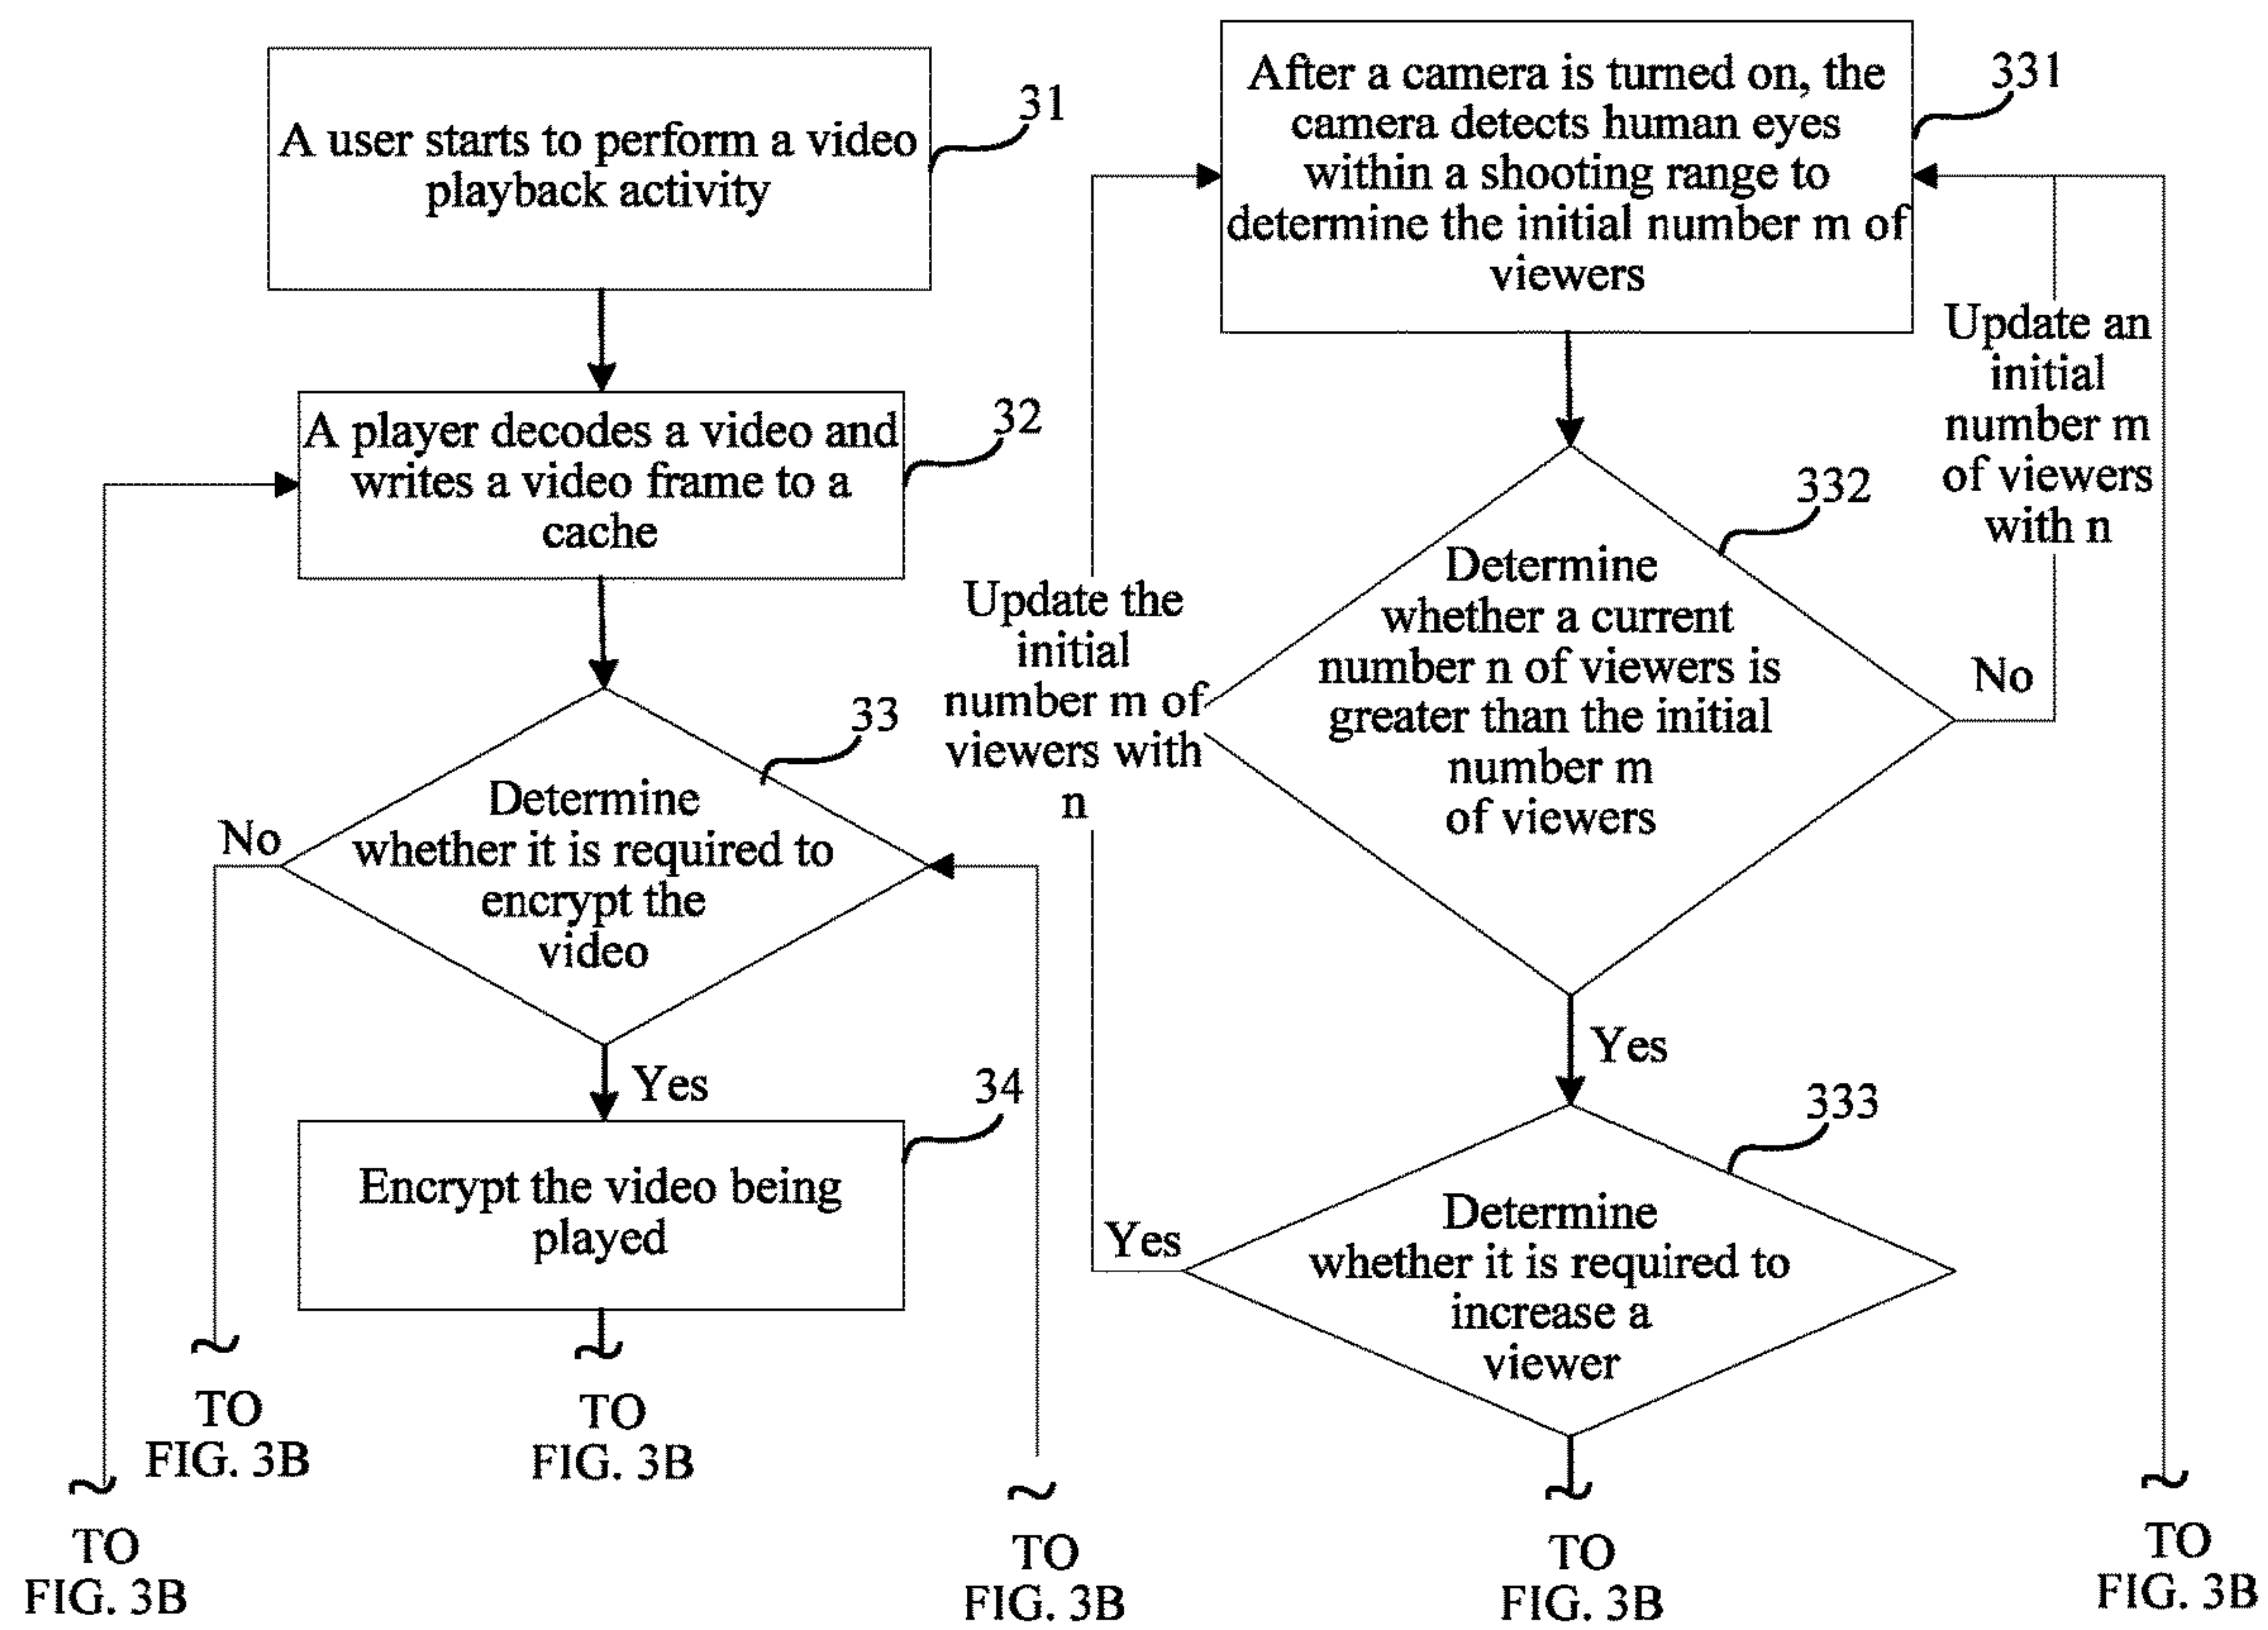 A user starts to perform a video
playback activity
31
A player decodes a video and
writes a video frame to a
cache
32
Determine
whether it is required to
encrypt the
video
33
No
Yes
Encrypt the video being
played
34
TO
FIG. 3B
TO
FIG. 3B
TO
FIG. 3B
TO
FIG. 3B
After a camera is turned on, the
camera detects human eyes
within a shooting range to
determine the initial number m of
viewers
331
Update the
initial
number m of
viewers with
n
Determine
whether a current
number n of viewers is
greater than the initial
number m
of viewers
332
No
Update an
initial
number m
of viewers
with n
Yes
Determine
whether it is required to
increase a
viewer
333
Yes
TO
FIG. 3B
TO
FIG. 3B